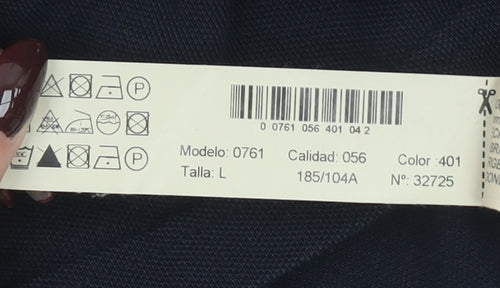 P
0 0761 056 401 04 2
Modelo: 0761 Calidad: 056 Color : 401
Talla: L 185/104A Nº: 32725
P